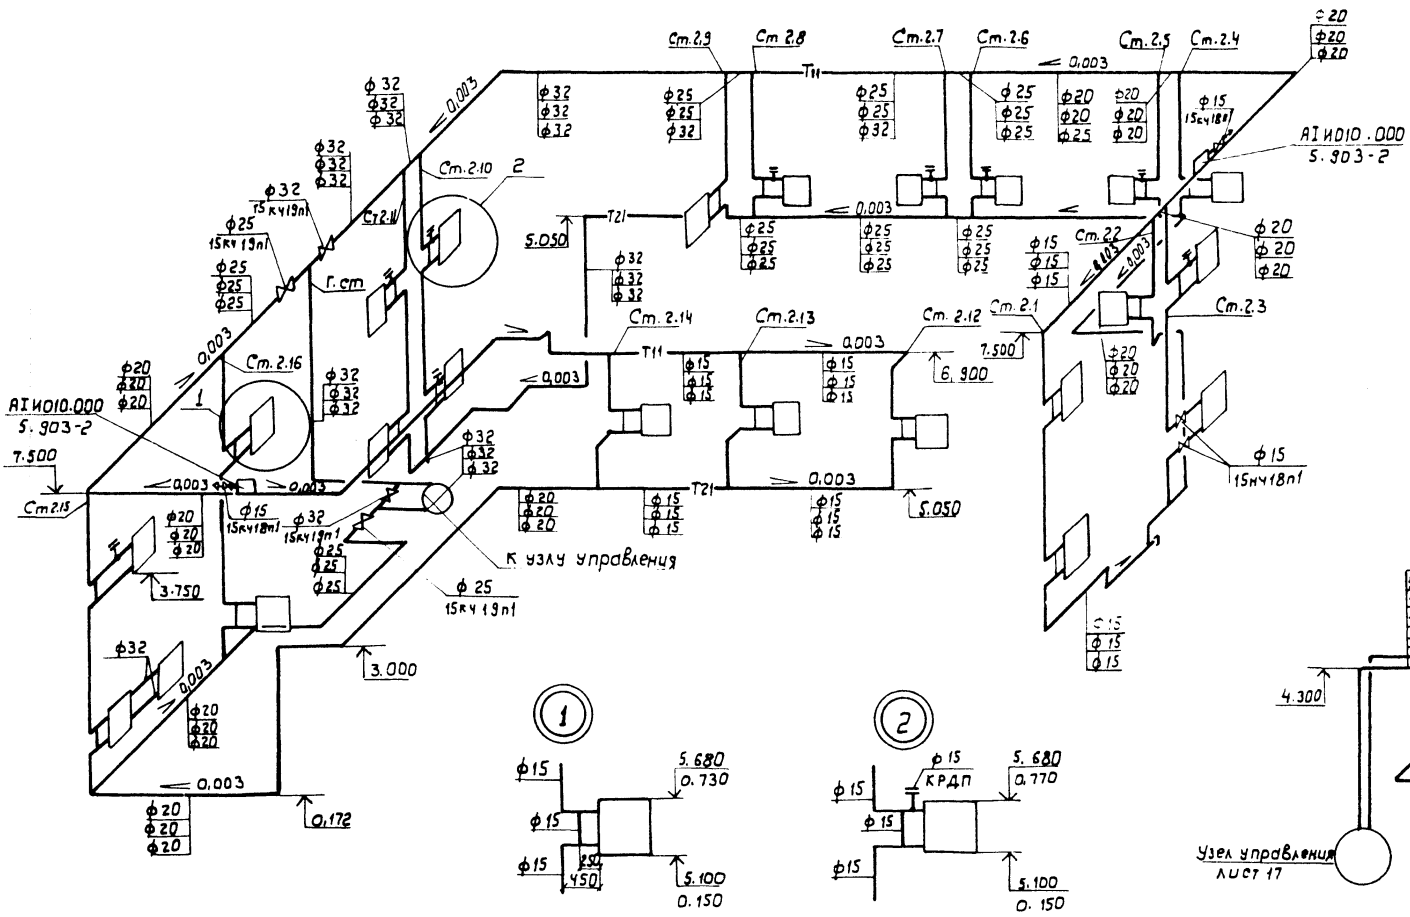 Ст.2.9
Ст 2.8
Ст.2.7
Ст.2.6
Ст.2.5
Ст.2.4
ф20
ф20
ф20
Т11
0,003
0,003
ф32
ф32
ф32
ф32
ф32
ф32
ф25
ф25
ф32
ф25
ф25
ф32
ф25
ф25
ф25
ф20
ф20
ф25
ф20
ф20
ф20
ф15
15кч18п1
АIИ010.000
5.903-2
ф32
ф32
ф32
Ст.2.10
2
Ст2.11
ф32
15кч19п1
ф25
15кч19п1
ф25
ф25
ф25
Г.ст
Т21
5.050
0,003
ф25
ф25
ф25
ф25
ф25
ф25
ф25
ф25
ф25
ф32
ф32
ф32
ф15
ф15
ф15
Ст.2.2
0,003
0,003
ф20
ф20
ф20
Ст.2.1
Ст.2.3
7.500
ф20
ф20
ф20
Ст.2.14
Ст.2.13
Ст.2.12
Т11
0,003
6.900
0,003
ф15
ф15
ф15
ф15
ф15
ф15
0,003
Ст.2.16
ф20
ф20
ф20
1
ф32
ф32
ф32
АIИ010.000
5.903-2
7.500
Ст2.15
0,003
0,003
ф32
ф32
ф32
ф15
15кч18п1
ф15
15кч18п1
ф32
15кч19п1
ф20
ф20
ф20
ф25
ф25
ф25
Т21
0,003
5.050
ф20
ф20
ф20
ф15
ф15
ф15
ф15
ф15
ф15
К узлу управления
ф25
15кч19п1
3.750
ф32
0,003
3.000
ф20
ф20
ф20
ф15
ф15
ф15
0,003
0,172
ф20
ф20
ф20
4.300
Узел управления
лист 17
1
ф15
ф15
ф15
5.680
0.730
250
450
5.100
0.150
2
ф15
КРДП
ф15
ф15
ф15
5.680
0.770
5.100
0.150